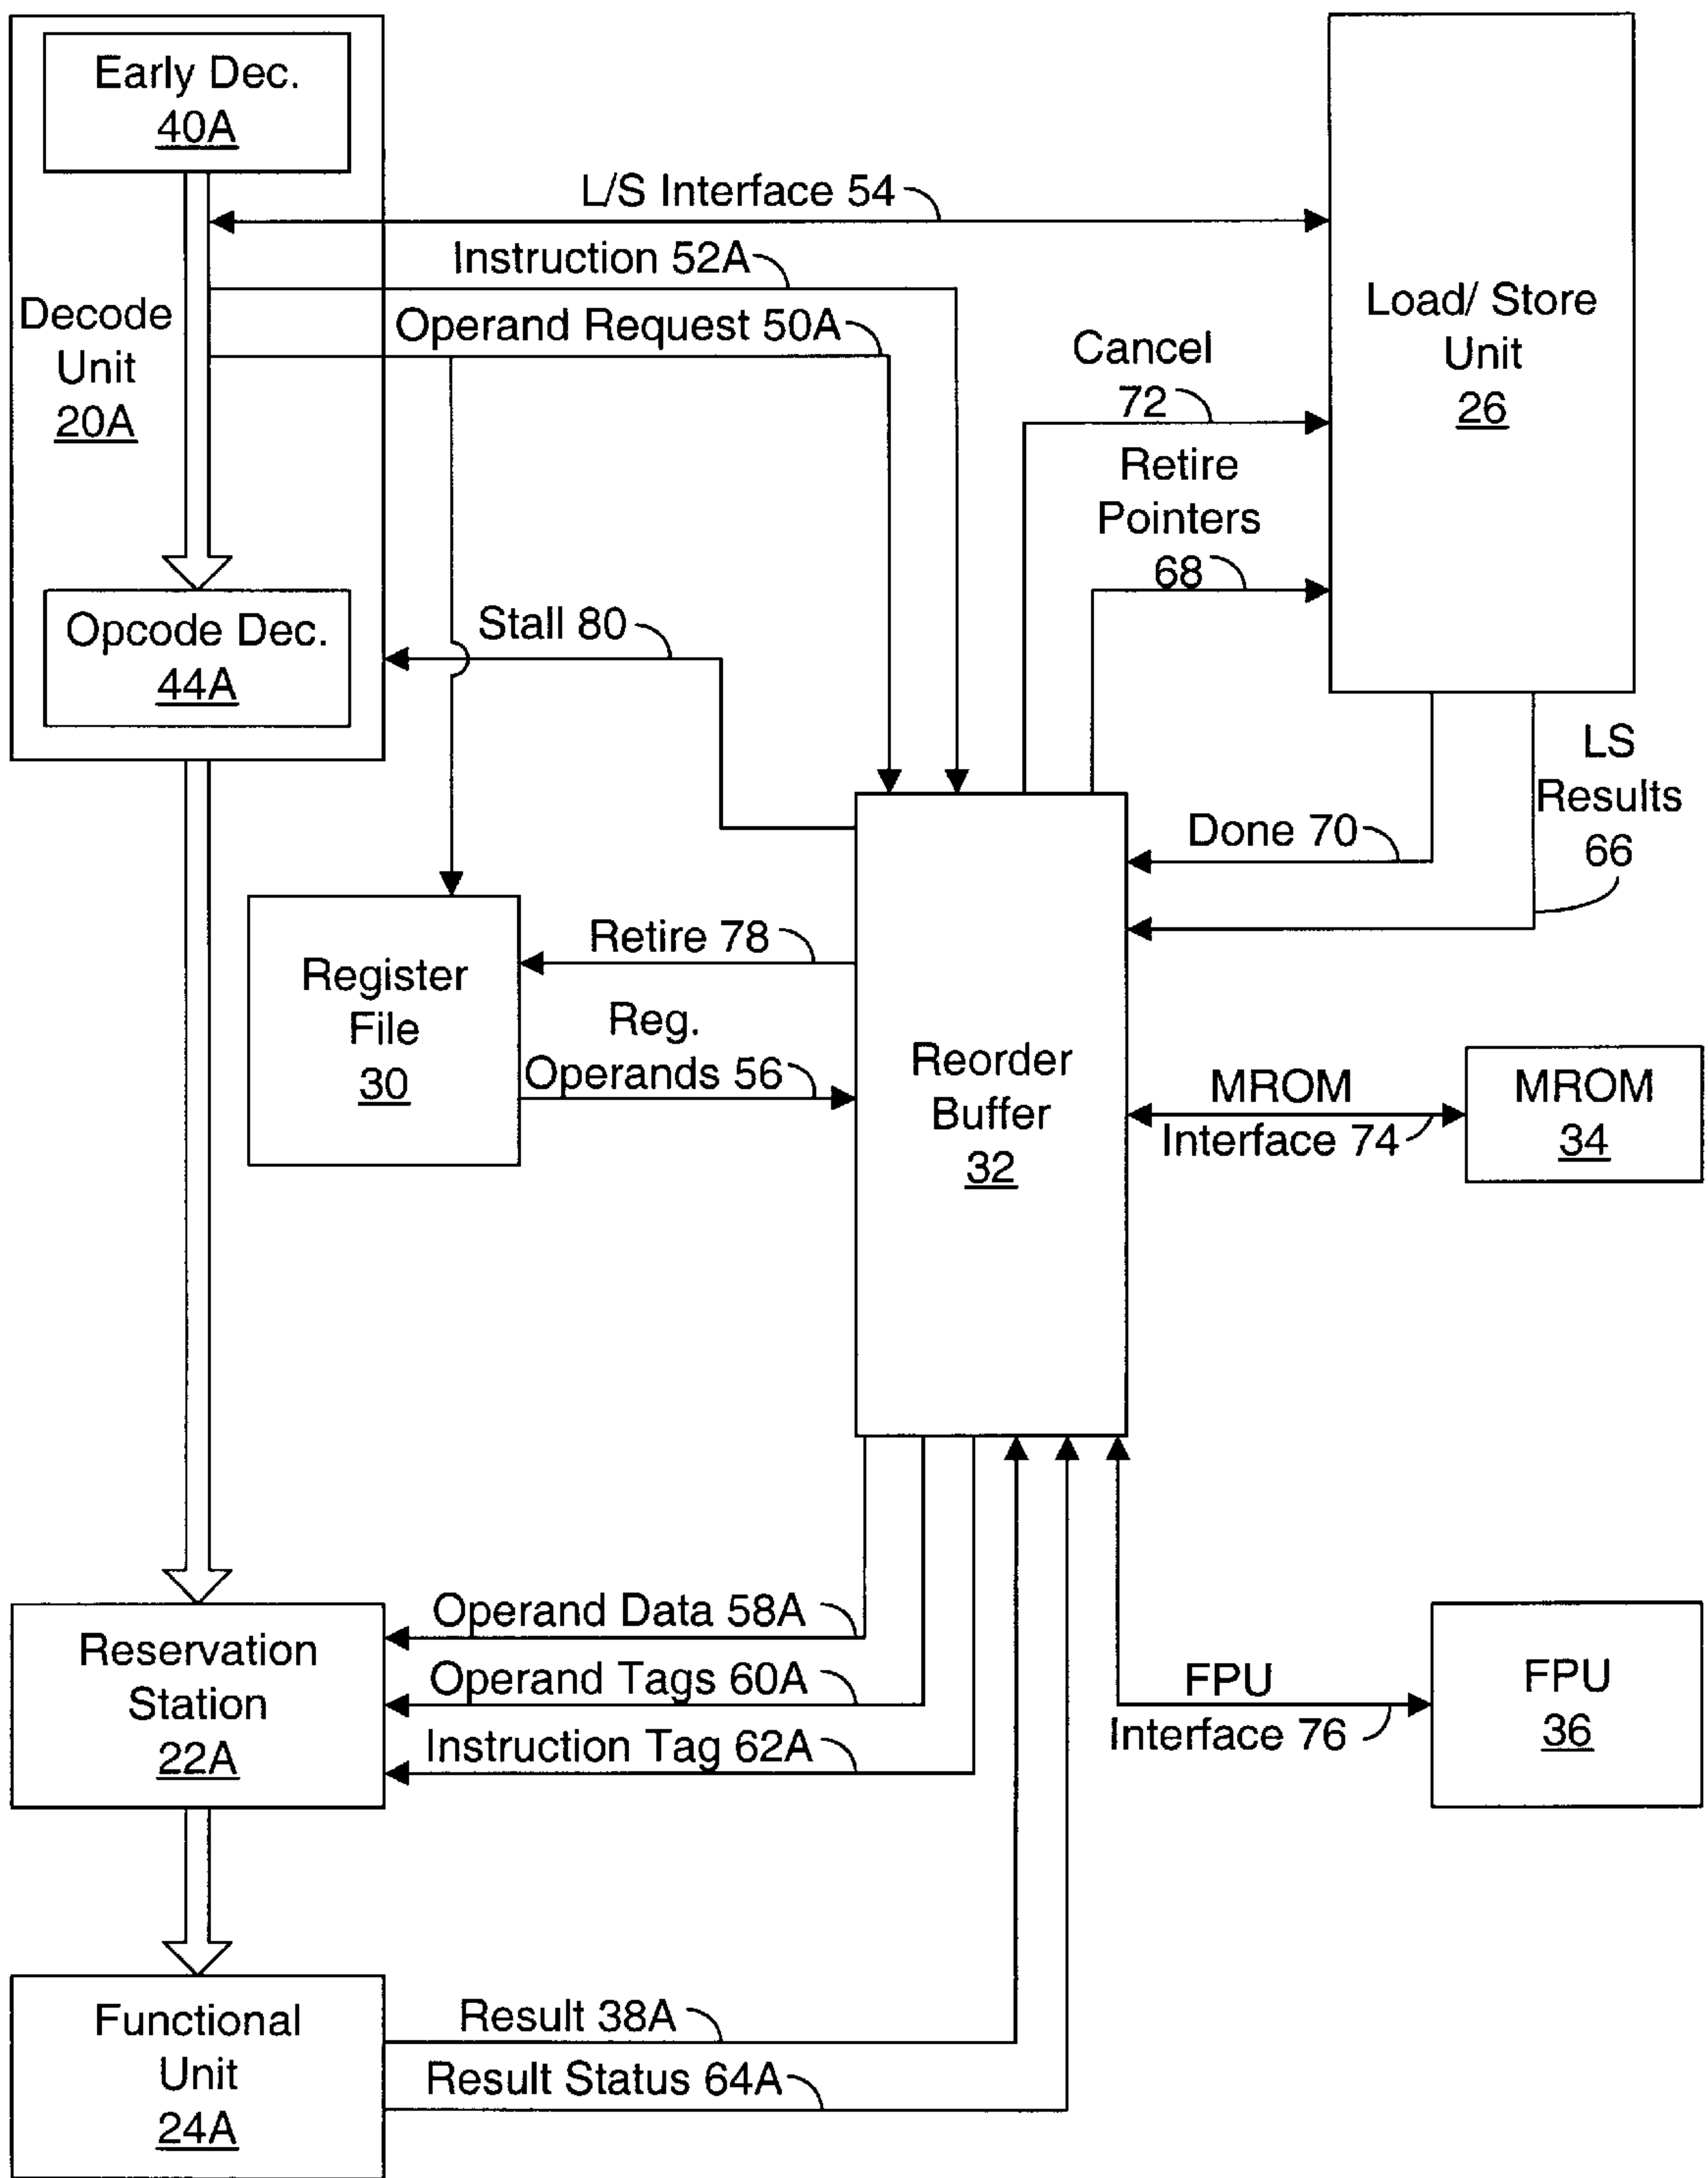 Early Dec.
40A
L/S Interface 54
Instruction 52A
Decode
Unit
20A
Operand Request 50A
Load/ Store
Unit
26
Cancel
72
Retire
Pointers
68
Opcode Dec.
44A
Stall 80
LS
Results
66
Done 70
Retire 78
Register
File
30
Reg.
Operands 56
Reorder
Buffer
32
MROM
Interface 74
MROM
34
Operand Data 58A
Reservation
Station
22A
Operand Tags 60A
Instruction Tag 62A
FPU
Interface 76
FPU
36
Functional
Unit
24A
Result 38A
Result Status 64A